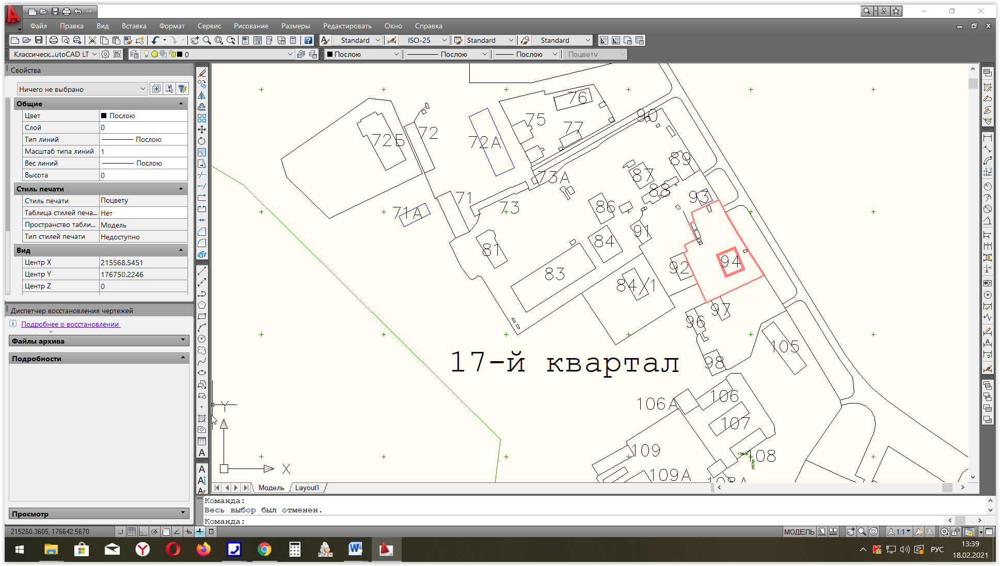 Файл Правка Вид Вставка Формат Сервис Рисование Размеры Редактировать Окно Справка
Standard ISO-25 Standard Standard
Классическ...utoCAD LT 0 Послою Послою Послою Поцвету
Свойства
Ничего не выбрано
Общие
Цвет Послою
Слой 0
Тип линий Послою
Масштаб типа линий 1
Вес линий Послою
Высота 0
Стиль печати
Стиль печати Поцвету
Таблица стилей печа... Нет
Пространство табли... Модель
Тип стилей печати Недоступно
Вид
Центр X 215568.5451
Центр Y 176750.2246
Центр Z 0
Диспетчер восстановления чертежей
Подробнее о восстановлении
Файлы архива
Подробности
Просмотр
76
75
90
77
72
72Б
72А
89
87
73А
88
93
71
86
73
71А
91
84
81
94
92
83
84/1
97
96
105
17-й квартал
98
106
106А
107
109
108
109А
108А
Y
X
Модель Layout1
Команда:
Весь выбор был отменен.
Команда:
215260.3605, 176642.5670
МОДЕЛЬ 1:1
PDF24
LT
РУС
13:39
18.02.2021